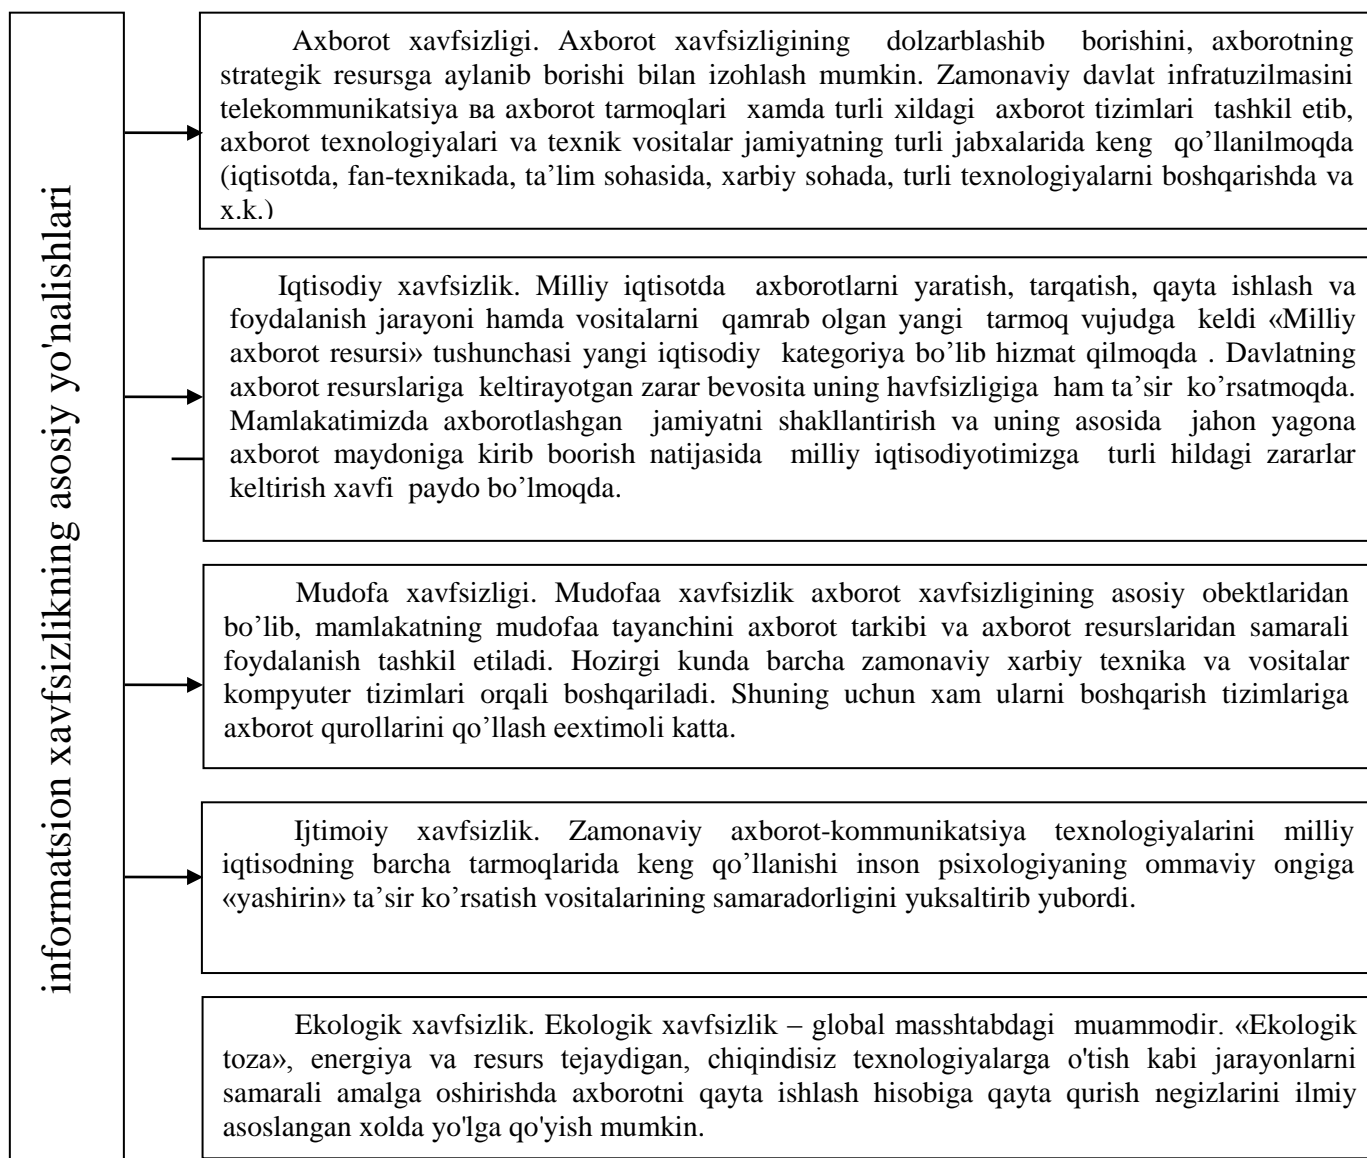 informatsion xavfsizlikning asosiy yo'nalishlari
Axborot xavfsizligi. Axborot xavfsizligining dolzarblashib borishini, axborotning
strategik resursga aylanib borishi bilan izohlash mumkin. Zamonaviy davlat infratuzilmasini
telekommunikatsiya ва axborot tarmoqlari xamda turli xildagi axborot tizimlari tashkil etib,
axborot texnologiyalari va texnik vositalar jamiyatning turli jabxalarida keng qo’llanilmoqda
(iqtisotda, fan-texnikada, ta’lim sohasida, xarbiy sohada, turli texnologiyalarni boshqarishda va
x.k.)
Iqtisodiy xavfsizlik. Milliy iqtisotda axborotlarni yaratish, tarqatish, qayta ishlash va
foydalanish jarayoni hamda vositalarni qamrab olgan yangi tarmoq vujudga keldi «Milliy
axborot resursi» tushunchasi yangi iqtisodiy kategoriya bo’lib hizmat qilmoqda . Davlatning
axborot resurslariga keltirayotgan zarar bevosita uning havfsizligiga ham ta’sir ko’rsatmoqda.
Mamlakatimizda axborotlashgan jamiyatni shakllantirish va uning asosida jahon yagona
axborot maydoniga kirib boorish natijasida milliy iqtisodiyotimizga turli hildagi zararlar
keltirish xavfi paydo bo’lmoqda.
Mudofa xavfsizligi. Mudofaa xavfsizlik axborot xavfsizligining asosiy obektlaridan
bo’lib, mamlakatning mudofaa tayanchini axborot tarkibi va axborot resurslaridan samarali
foydalanish tashkil etiladi. Hozirgi kunda barcha zamonaviy xarbiy texnika va vositalar
kompyuter tizimlari orqali boshqariladi. Shuning uchun xam ularni boshqarish tizimlariga
axborot qurollarini qo’llash eextimoli katta.
Ijtimoiy xavfsizlik. Zamonaviy axborot-kommunikatsiya texnologiyalarini milliy
iqtisodning barcha tarmoqlarida keng qo’llanishi inson psixologiyaning ommaviy ongiga
«yashirin» ta’sir ko’rsatish vositalarining samaradorligini yuksaltirib yubordi.
Ekologik xavfsizlik. Ekologik xavfsizlik – global masshtabdagi muammodir. «Ekologik
toza», energiya va resurs tejaydigan, chiqindisiz texnologiyalarga o'tish kabi jarayonlarni
samarali amalga oshirishda axborotni qayta ishlash hisobiga qayta qurish negizlarini ilmiy
asoslangan xolda yo'lga qo'yish mumkin.